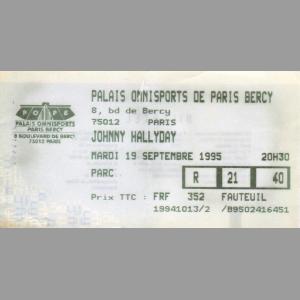 POPB
PALAIS OMNISPORTS
PARIS BERCY
8 BOULEVARD DE BERCY
75012 PARIS
PALAIS OMNISPORTS DE PARIS BERCY
8, bd de Bercy
75012 PARIS
JOHNNY HALLYDAY
MARDI 19 SEPTEMBRE 1995 20H30
PARC R 21 40
Prix TTC : FRF 352 FAUTEUIL
19941013/2 /B9502416451